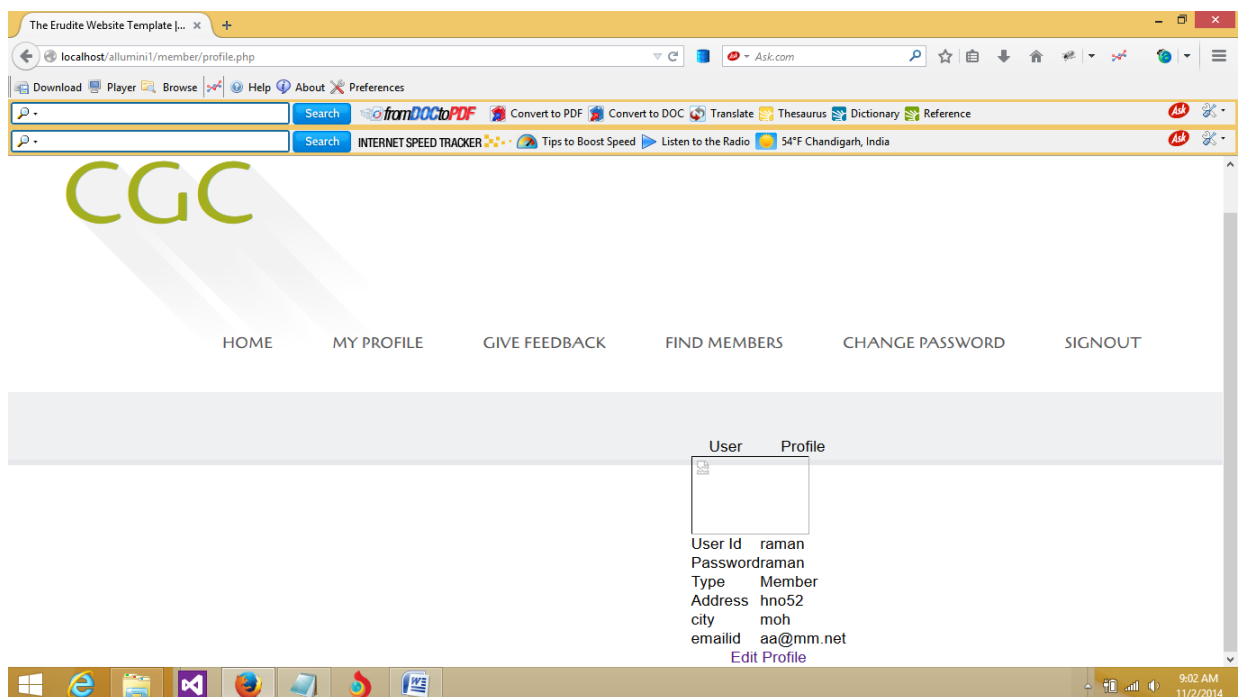 The Erudite Website Template |... × +
localhost/allumini1/member/profile.php Ask.com
Download Player Browse Help About Preferences
Search fromDOCtoPDF Convert to PDF Convert to DOC Translate Thesaurus Dictionary Reference Ask
Search INTERNET SPEED TRACKER Tips to Boost Speed Listen to the Radio 54°F Chandigarh, India Ask
CGC
HOME MY PROFILE GIVE FEEDBACK FIND MEMBERS CHANGE PASSWORD SIGNOUT
User Profile
User Id raman
Passwordraman
Type Member
Address hno52
city moh
emailid aa@mm.net
Edit Profile
9:02 AM
11/2/2014